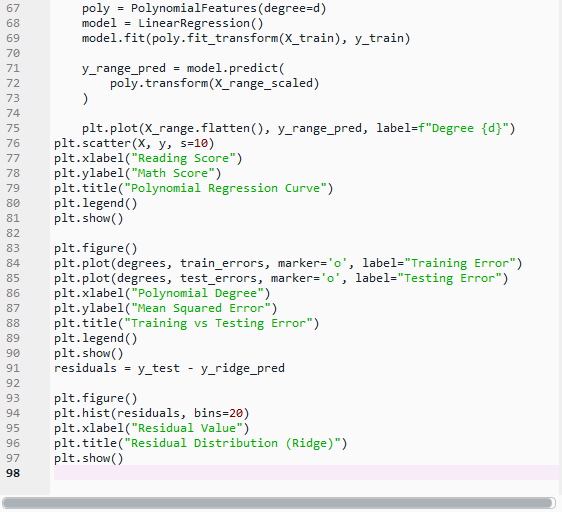 67 poly = PolynomialFeatures(degree=d)
68 model = LinearRegression()
69 model.fit(poly.fit_transform(X_train), y_train)
70
71 y_range_pred = model.predict(
72 poly.transform(X_range_scaled)
73 )
74
75 plt.plot(X_range.flatten(), y_range_pred, label=f"Degree {d}")
76 plt.scatter(X, y, s=10)
77 plt.xlabel("Reading Score")
78 plt.ylabel("Math Score")
79 plt.title("Polynomial Regression Curve")
80 plt.legend()
81 plt.show()
82
83 plt.figure()
84 plt.plot(degrees, train_errors, marker='o', label="Training Error")
85 plt.plot(degrees, test_errors, marker='o', label="Testing Error")
86 plt.xlabel("Polynomial Degree")
87 plt.ylabel("Mean Squared Error")
88 plt.title("Training vs Testing Error")
89 plt.legend()
90 plt.show()
91 residuals = y_test - y_ridge_pred
92
93 plt.figure()
94 plt.hist(residuals, bins=20)
95 plt.xlabel("Residual Value")
96 plt.title("Residual Distribution (Ridge)")
97 plt.show()
98